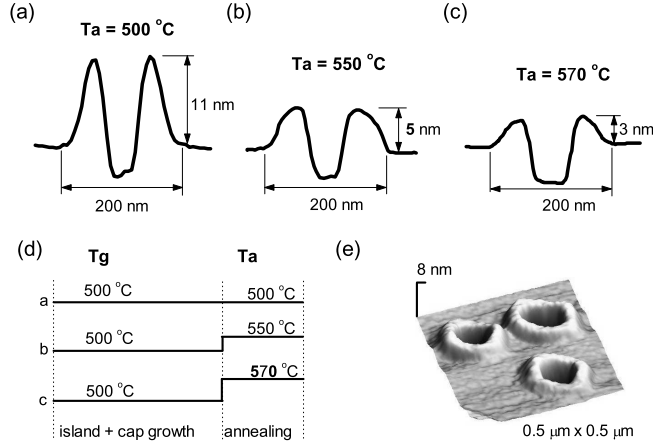 (a)
Ta = 500 °C
11 nm
200 nm
(b)
Ta = 550 °C
5 nm
200 nm
(c)
Ta = 570 °C
3 nm
200 nm
(d)
Tg Ta
a 500 °C 500 °C
b 500 °C 550 °C
c 500 °C 570 °C
island + cap growth annealing
(e)
8 nm
0.5 µm x 0.5 µm